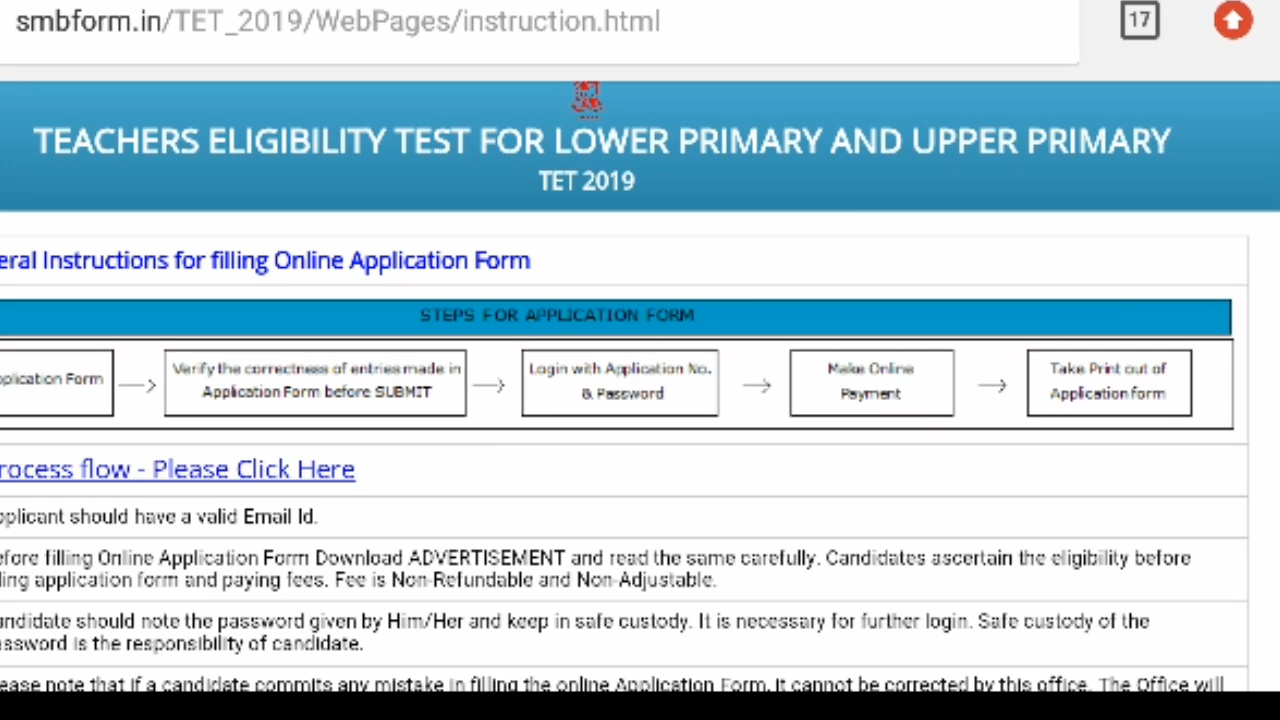 smbform.in/TET_2019/WebPages/instruction.html
17
TEACHERS ELIGIBILITY TEST FOR LOWER PRIMARY AND UPPER PRIMARY
TET 2019
eral Instructions for filling Online Application Form
STEPS FOR APPLICATION FORM
plication Form
Verify the correctness of entries made in
Application Form before SUBMIT
Login with Application No.
& Password
Make Online
Payment
Take Print out of
Application form
rocess flow - Please Click Here
pplicant should have a valid Email Id.
efore filling Online Application Form Download ADVERTISEMENT and read the same carefully. Candidates ascertain the eligibility before
ling application form and paying fees. Fee is Non-Refundable and Non-Adjustable.
andidate should note the password given by Him/Her and keep in safe custody. It is necessary for further login. Safe custody of the
assword is the responsibility of candidate.
ease note that if a candidate commits any mistake in filling the online Application Form, it cannot be corrected by this office. The Office will